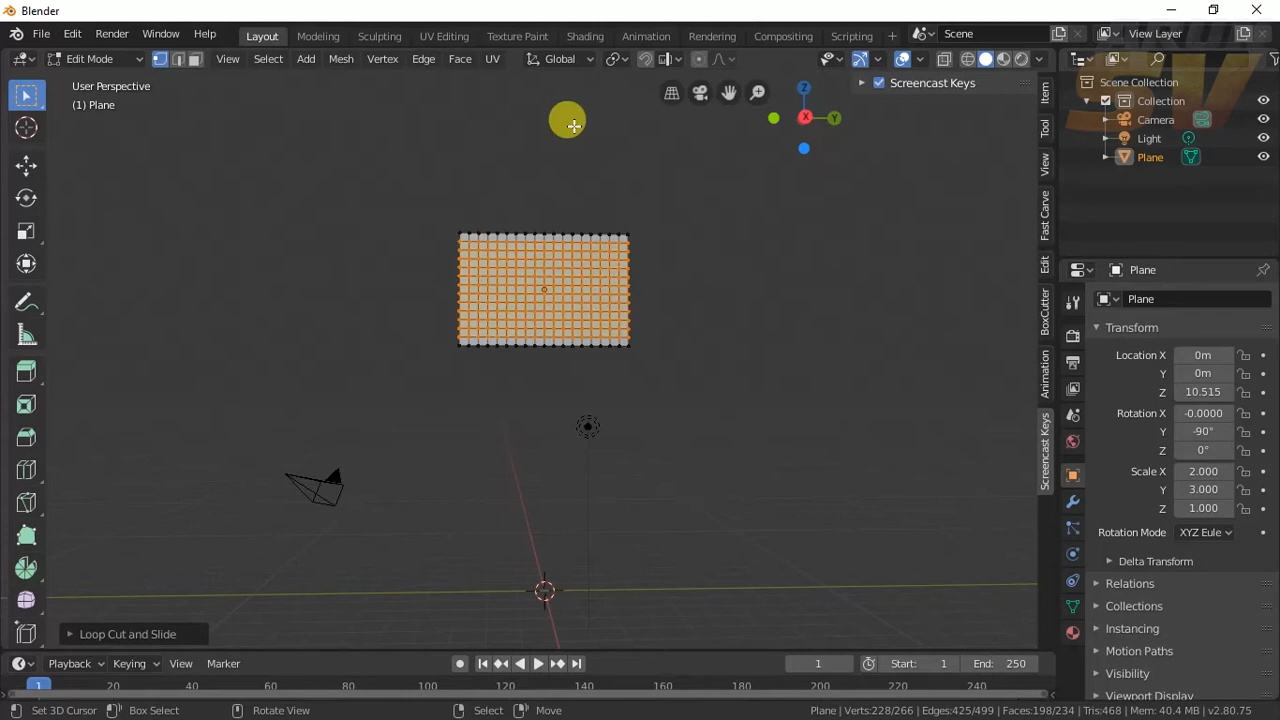 Blender
File Edit Render Window Help Layout Modeling Sculpting UV Editing Texture Paint Shading Animation Rendering Compositing Scripting Scene View Layer
Edit Mode View Select Add Mesh Vertex Edge Face UV Global
User Perspective
(1) Plane
Screencast Keys
Z
X
Y
Item
Tool
View
Fast Carve
Edit
BoxCutter
Animation
Screencast Keys
Scene Collection
Collection
Camera
Light
Plane
Plane
Plane
Transform
Location X 0m
Y 0m
Z 10.515
Rotation X -0.0000
Y -90°
Z 0°
Scale X 2.000
Y 3.000
Z 1.000
Rotation Mode XYZ Eule
Delta Transform
Relations
Collections
Instancing
Motion Paths
Visibility
Viewport Display
Loop Cut and Slide
Playback Keying View Marker 1 Start: 1 End: 250
1 20 40 60 80 100 120 140 160 180 200 220 240
Set 3D Cursor Box Select Rotate View Select Move Plane | Verts:228/266 | Edges:425/499 | Faces:198/234 | Tris:468 | Mem: 40.4 MB | v2.80.75